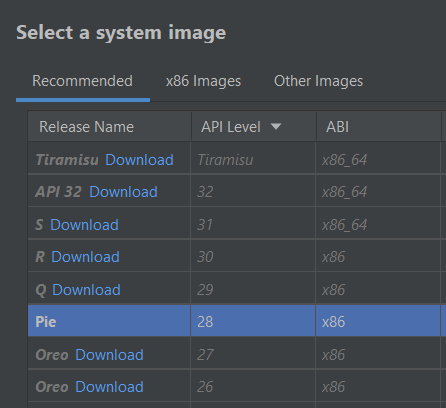 Select a system image
Recommended x86 Images Other Images
Release Name API Level ABI
Tiramisu Download Tiramisu x86_64
API 32 Download 32 x86_64
S Download 31 x86_64
R Download 30 x86
Q Download 29 x86
Pie 28 x86
Oreo Download 27 x86
Oreo Download 26 x86